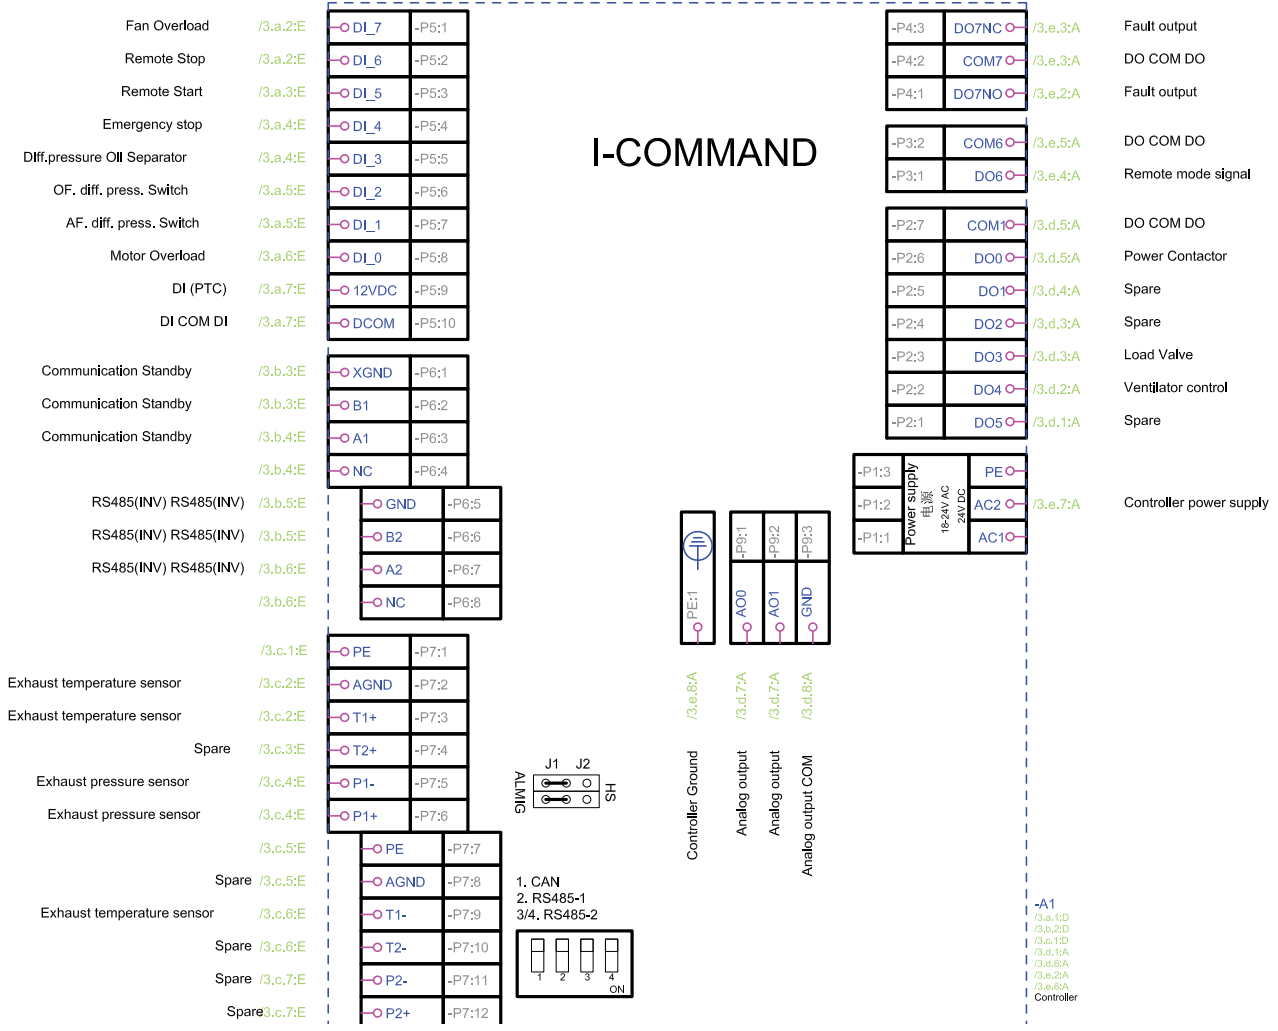 Fan Overload /3.a.2:E DI_7 -P5:1
Remote Stop /3.a.2:E DI_6 -P5:2
Remote Start /3.a.3:E DI_5 -P5:3
Emergency stop /3.a.4:E DI_4 -P5:4
DIff.pressure OIl Separator /3.a.4:E DI_3 -P5:5
OF. diff. press. Switch /3.a.5:E DI_2 -P5:6
AF. diff. press. Switch /3.a.5:E DI_1 -P5:7
Motor Overload /3.a.6:E DI_0 -P5:8
DI (PTC) /3.a.7:E 12VDC -P5:9
DI COM DI /3.a.7:E DCOM -P5:10
Communication Standby /3.b.3:E XGND -P6:1
Communication Standby /3.b.3:E B1 -P6:2
Communication Standby /3.b.4:E A1 -P6:3
/3.b.4:E NC -P6:4
RS485(INV) RS485(INV) /3.b.5:E GND -P6:5
RS485(INV) RS485(INV) /3.b.5:E B2 -P6:6
RS485(INV) RS485(INV) /3.b.6:E A2 -P6:7
/3.b.6:E NC -P6:8
/3.c.1:E PE -P7:1
Exhaust temperature sensor /3.c.2:E AGND -P7:2
Exhaust temperature sensor /3.c.2:E T1+ -P7:3
Spare /3.c.3:E T2+ -P7:4
Exhaust pressure sensor /3.c.4:E P1- -P7:5
Exhaust pressure sensor /3.c.4:E P1+ -P7:6
/3.c.5:E PE -P7:7
Spare /3.c.5:E AGND -P7:8
Exhaust temperature sensor /3.c.6:E T1- -P7:9
Spare /3.c.6:E T2- -P7:10
Spare /3.c.7:E P2- -P7:11
Spare /3.c.7:E P2+ -P7:12
I-COMMAND
J1 J2
ALMIG
HS
1. CAN
2. RS485-1
3/4. RS485-2
1 2 3 4
ON
PE:1 /3.e.8:A Controller Ground
-P9:1 AO0 /3.d.7:A Analog output
-P9:2 AO1 /3.d.7:A Analog output
-P9:3 GND /3.d.8:A Analog output COM
-P4:3 DO7NC /3.e.3:A Fault output
-P4:2 COM7 /3.e.3:A DO COM DO
-P4:1 DO7NO /3.e.2:A Fault output
-P3:2 COM6 /3.e.5:A DO COM DO
-P3:1 DO6 /3.e.4:A Remote mode signal
-P2:7 COM1 /3.d.5:A DO COM DO
-P2:6 DO0 /3.d.5:A Power Contactor
-P2:5 DO1 /3.d.4:A Spare
-P2:4 DO2 /3.d.3:A Spare
-P2:3 DO3 /3.d.3:A Load Valve
-P2:2 DO4 /3.d.2:A Ventilator control
-P2:1 DO5 /3.d.1:A Spare
-P1:3 PE
-P1:2 AC2 /3.e.7:A Controller power supply
-P1:1 AC1
Power supply
电源
18-24V AC
24V DC
-A1
/3.a.1:D
/3.b.2:D
/3.c.1:D
/3.d.1:A
/3.d.6:A
/3.e.2:A
/3.e.6:A
Controller